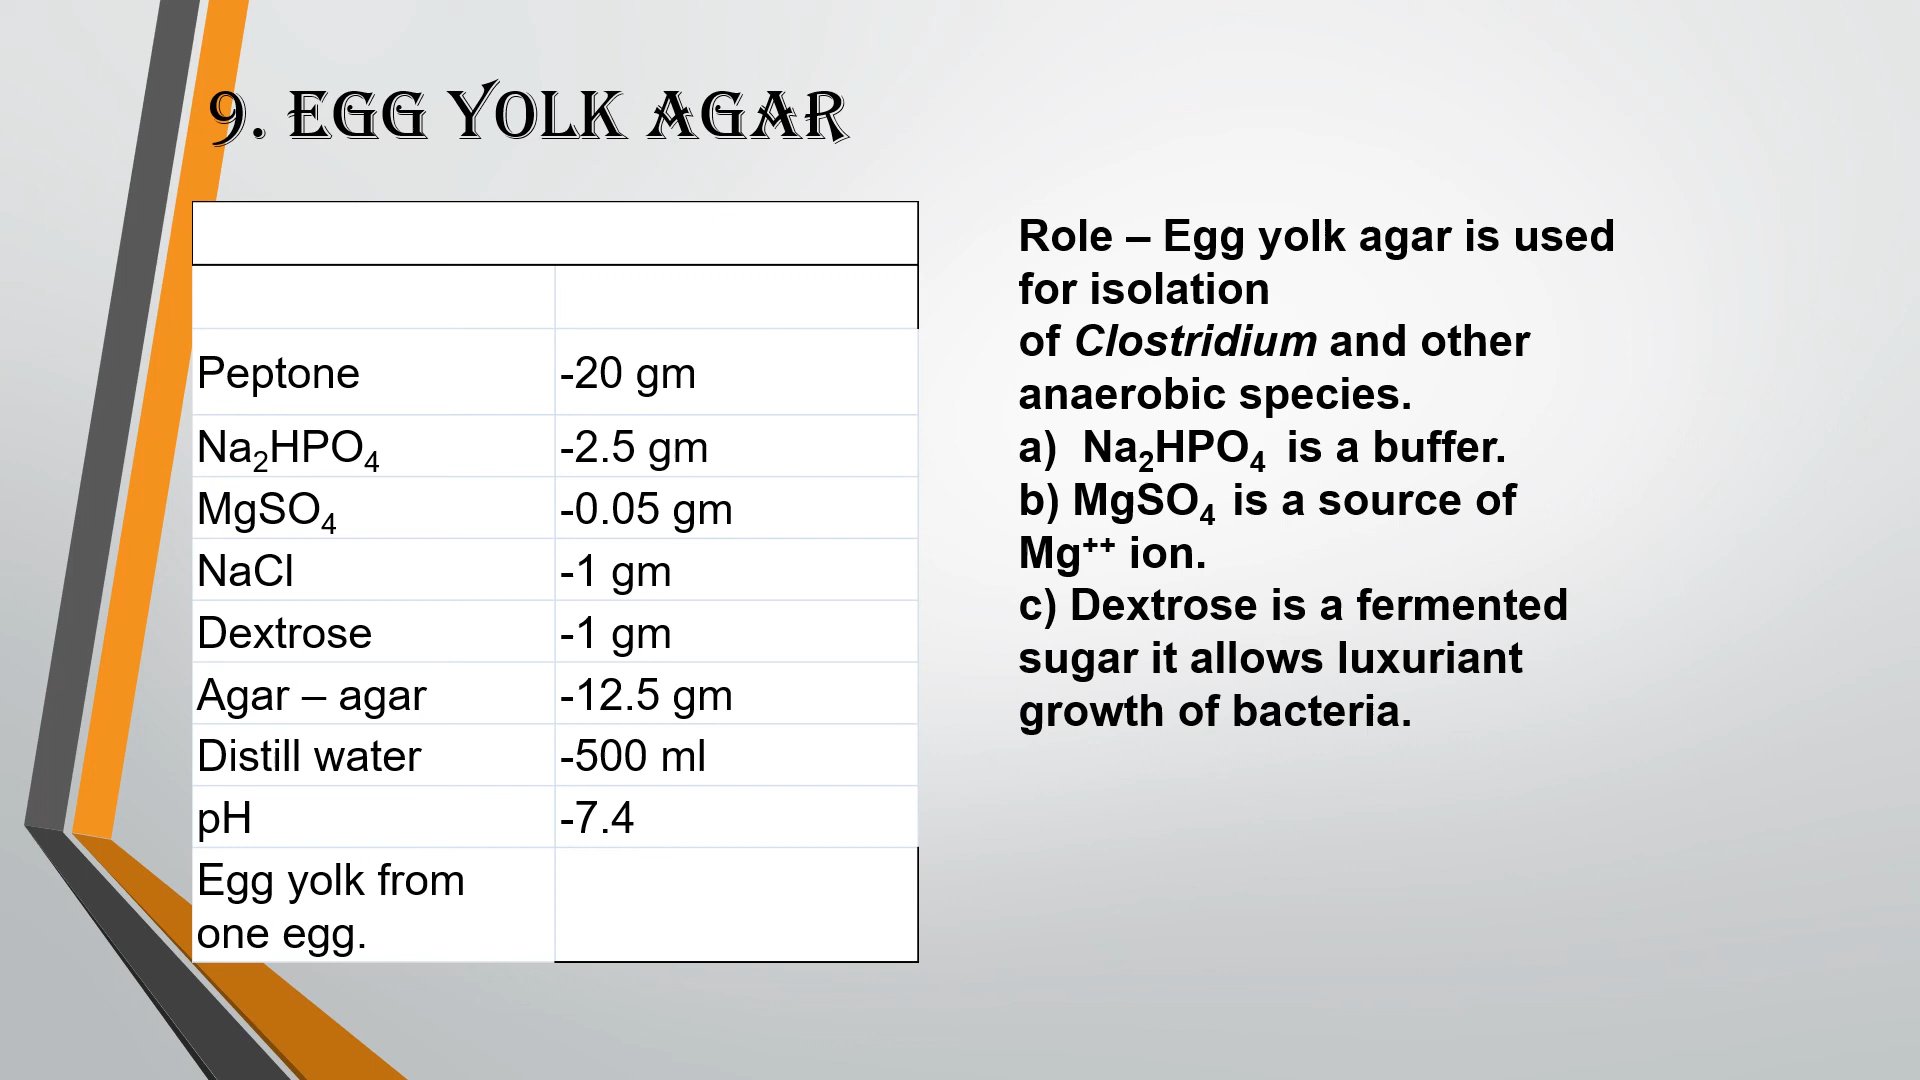 9. EGG YOLK AGAR
Peptone -20 gm
Na₂HPO₄ -2.5 gm
MgSO₄ -0.05 gm
NaCl -1 gm
Dextrose -1 gm
Agar – agar -12.5 gm
Distill water -500 ml
pH -7.4
Egg yolk from
one egg.
Role – Egg yolk agar is used
for isolation
of Clostridium and other
anaerobic species.
a) Na₂HPO₄ is a buffer.
b) MgSO₄ is a source of
Mg⁺⁺ ion.
c) Dextrose is a fermented
sugar it allows luxuriant
growth of bacteria.